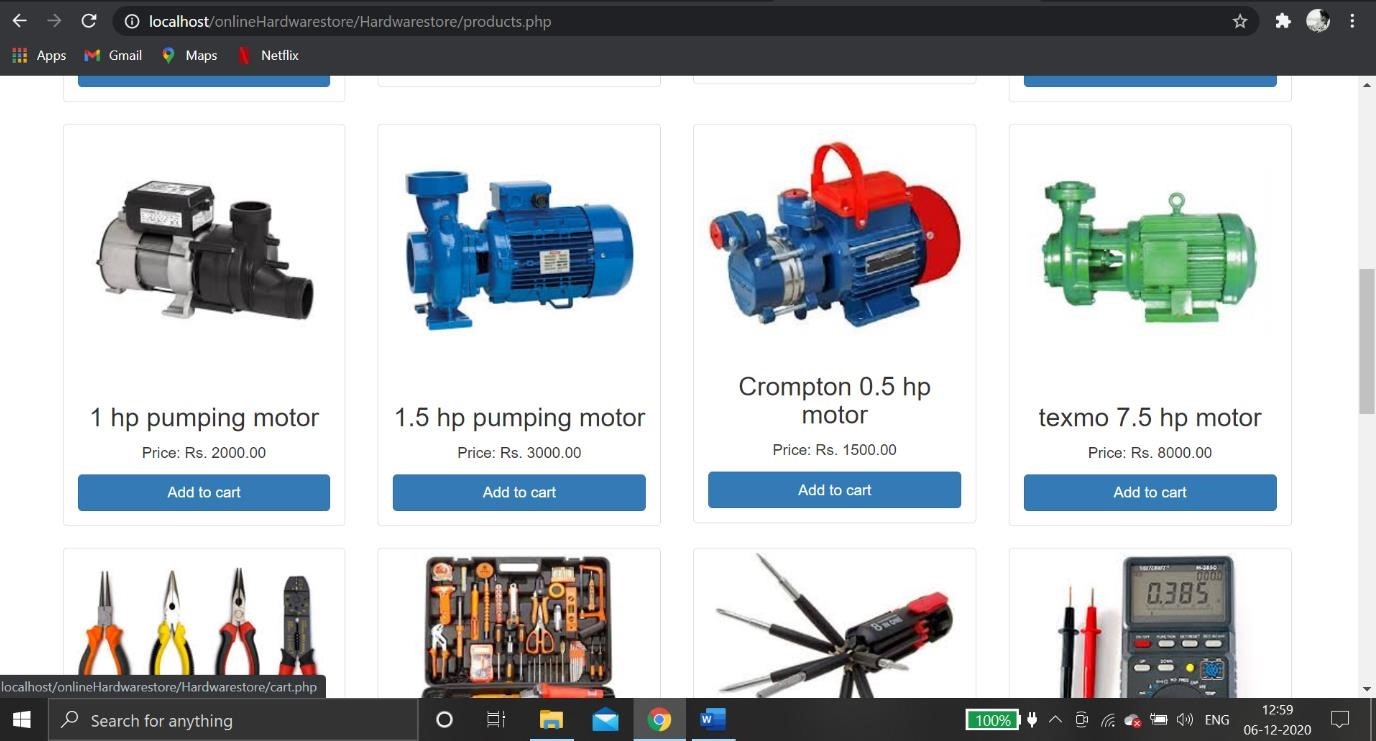 localhost/onlineHardwarestore/Hardwarestore/products.php
Apps
Gmail
Maps
Netflix
1 hp pumping motor
Price: Rs. 2000.00
Add to cart
1.5 hp pumping motor
Price: Rs. 3000.00
Add to cart
Crompton 0.5 hp
motor
Price: Rs. 1500.00
Add to cart
texmo 7.5 hp motor
Price: Rs. 8000.00
Add to cart
8 IN ONE
0.385
localhost/onlineHardwarestore/Hardwarestore/cart.php
Search for anything
100%
ENG
12:59
06-12-2020